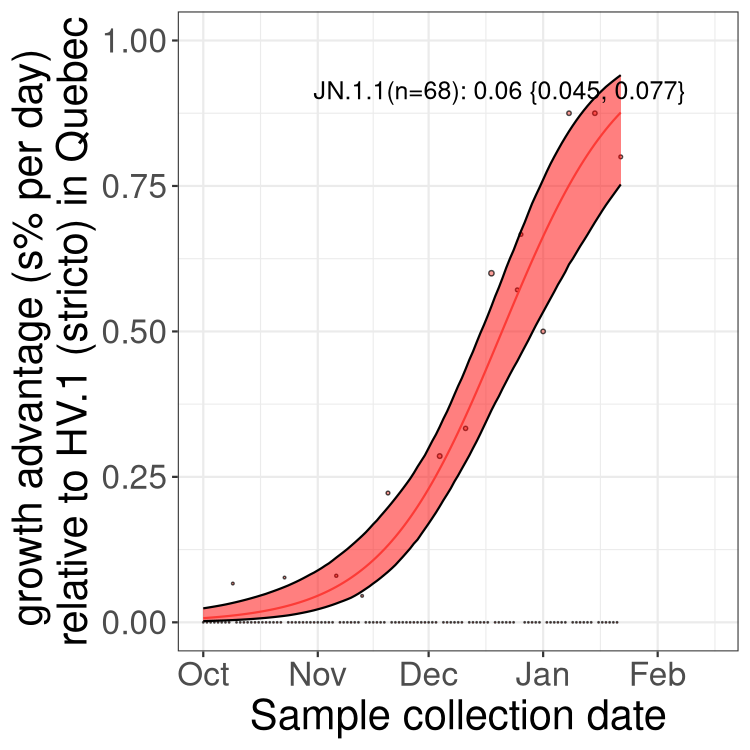 growth advantage (s% per day)
relative to HV.1 (stricto) in Quebec
1.00
0.75
0.50
0.25
0.00
JN.1.1(n=68): 0.06 {0.045, 0.077}
Oct Nov Dec Jan Feb
Sample collection date